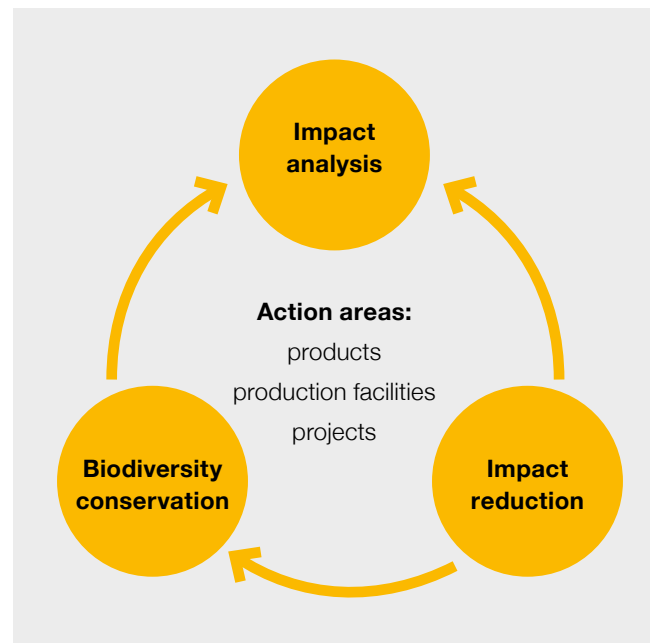 Impact
analysis
Action areas:
products
production facilities
projects
Biodiversity
conservation
Impact
reduction